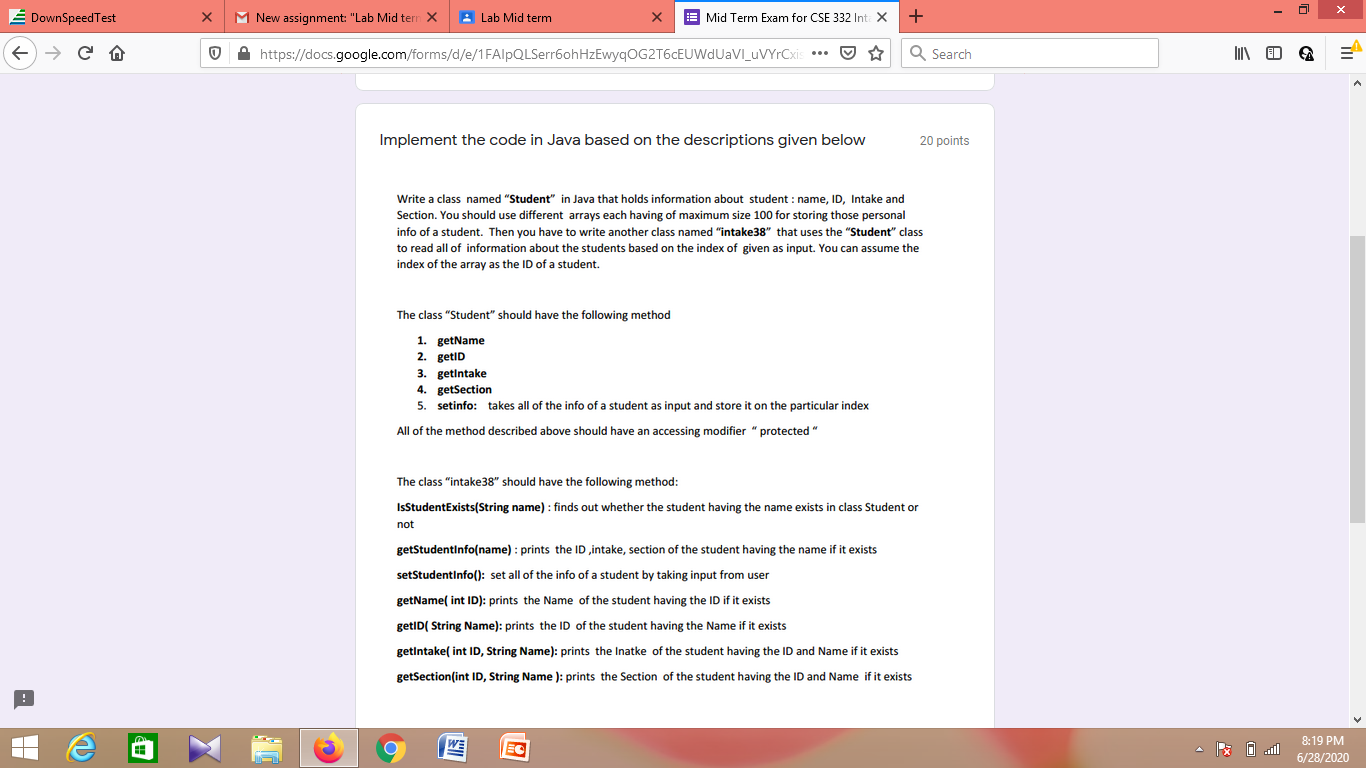 DownSpeedTest
New assignment: "Lab Mid tern
Lab Mid term
Mid Term Exam for CSE 332 Int
https://docs.google.com/forms/d/e/1FAIpQLSerr6ohHzEwyqOG2T6cEUWdUaVI_uVYrCxi
Search
Implement the code in Java based on the descriptions given below
20 points
Write a class named “Student” in Java that holds information about student : name, ID, Intake and
Section. You should use different arrays each having of maximum size 100 for storing those personal
info of a student. Then you have to write another class named “intake38” that uses the “Student” class
to read all of information about the students based on the index of given as input. You can assume the
index of the array as the ID of a student.
The class “Student” should have the following method
1. getName
2. getID
3. getIntake
4. getSection
5. setinfo: takes all of the info of a student as input and store it on the particular index
All of the method described above should have an accessing modifier “ protected “
The class “intake38” should have the following method:
IsStudentExists(String name) : finds out whether the student having the name exists in class Student or
not
getStudentInfo(name) : prints the ID ,intake, section of the student having the name if it exists
setStudentInfo(): set all of the info of a student by taking input from user
getName( int ID): prints the Name of the student having the ID if it exists
getID( String Name): prints the ID of the student having the Name if it exists
getIntake( int ID, String Name): prints the Inatke of the student having the ID and Name if it exists
getSection(int ID, String Name ): prints the Section of the student having the ID and Name if it exists
8:19 PM
6/28/2020